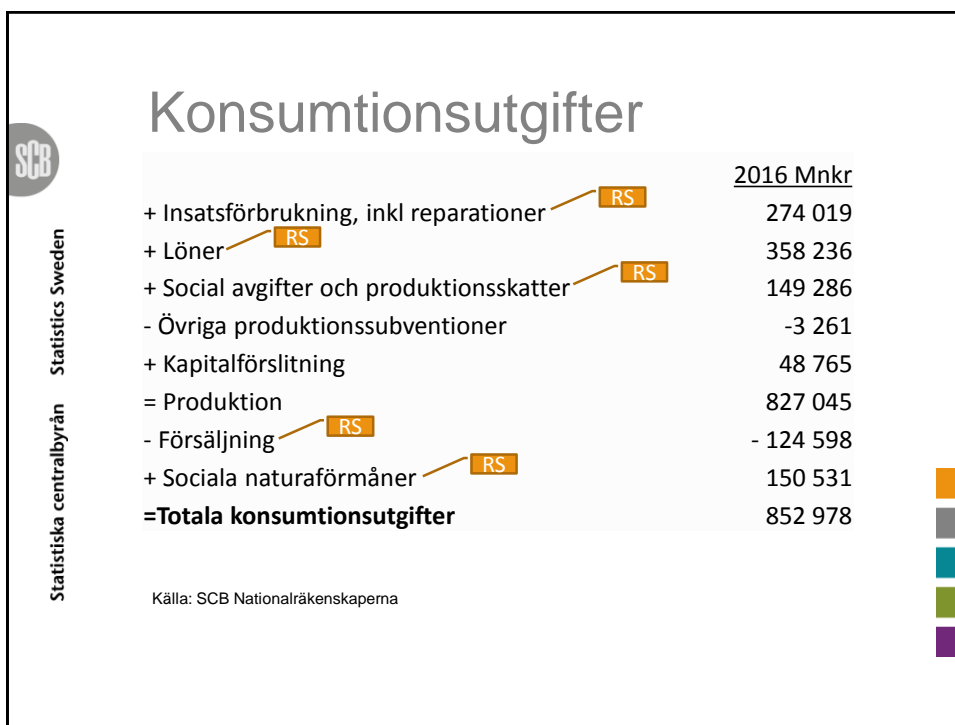 Konsumtionsutgifter
SCB
Statistiska centralbyrån Statistics Sweden
2016 Mnkr
+ Insatsförbrukning, inkl reparationer RS 274 019
+ Löner RS 358 236
+ Social avgifter och produktionsskatter RS 149 286
- Övriga produktionssubventioner -3 261
+ Kapitalförslitning 48 765
= Produktion 827 045
- Försäljning RS - 124 598
+ Sociala naturaförmåner RS 150 531
=Totala konsumtionsutgifter 852 978
Källa: SCB Nationalräkenskaperna